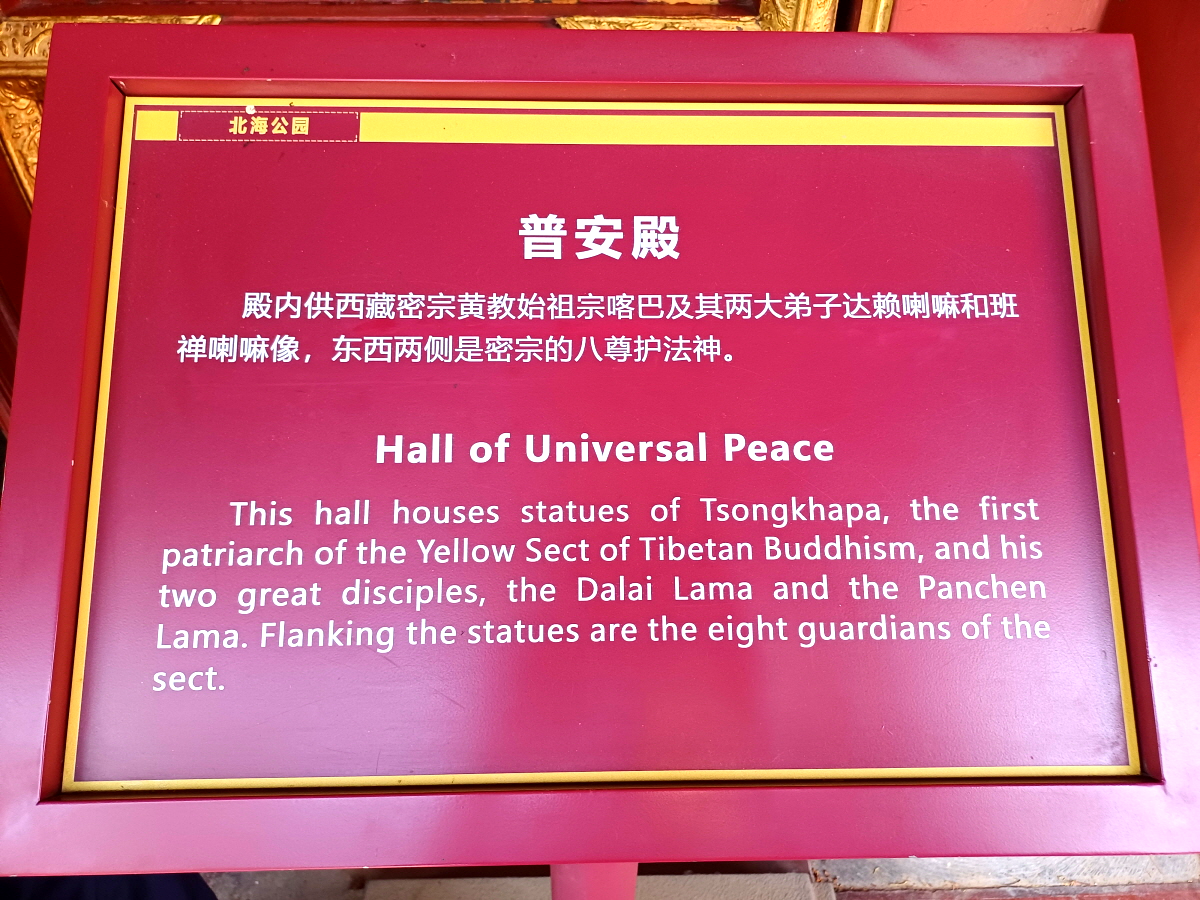 北海公园
普安殿
殿内供西藏密宗黄教始祖宗喀巴及其两大弟子达赖喇嘛和班
禅喇嘛像，东西两侧是密宗的八尊护法神。
Hall of Universal Peace
This hall houses statues of Tsongkhapa, the first
patriarch of the Yellow Sect of Tibetan Buddhism, and his
two great disciples, the Dalai Lama and the Panchen
Lama. Flanking the statues are the eight guardians of the
sect.